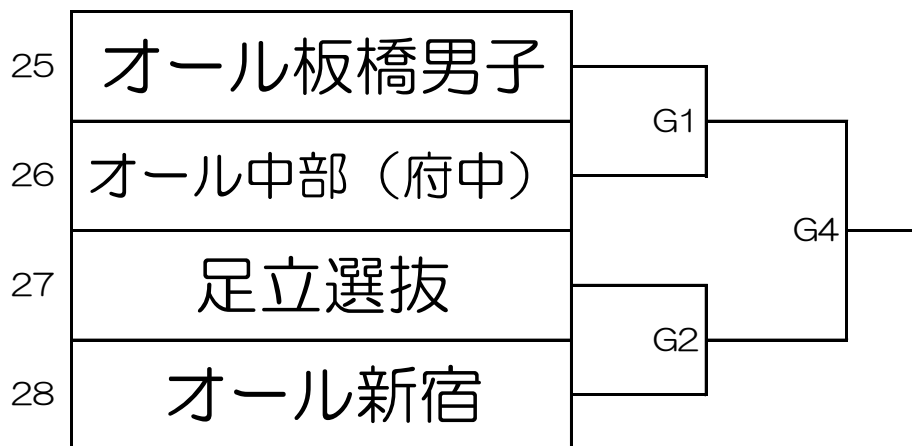 25 オール板橋男子
G1
26 オール中部（府中）
G4
27 足立選抜
G2
28 オール新宿